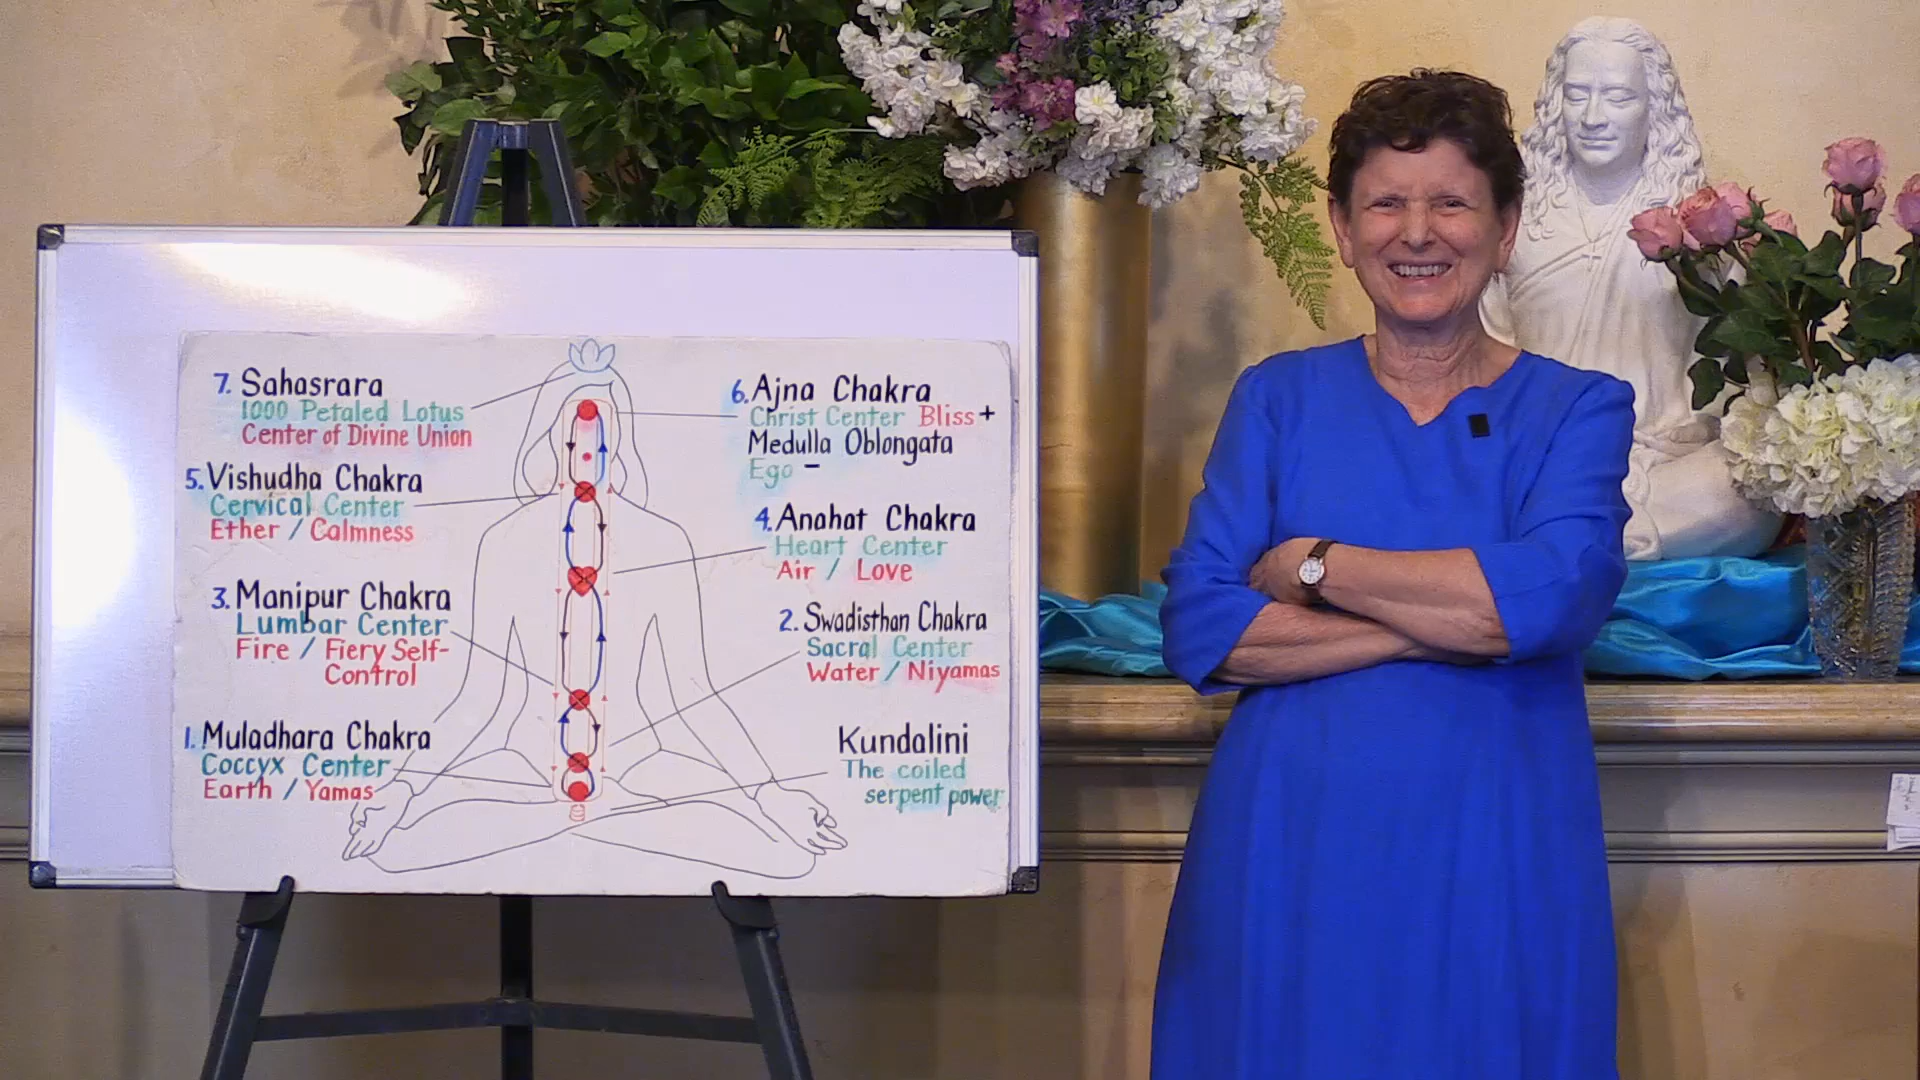 7. Sahasrara
1000 Petaled Lotus
Center of Divine Union
6. Ajna Chakra
Christ Center Bliss +
Medulla Oblongata
Ego -
5. Vishudha Chakra
Cervical Center
Ether / Calmness
4. Anahat Chakra
Heart Center
Air / Love
3. Manipur Chakra
Lumbar Center
Fire / Fiery Self-
Control
2. Swadisthan Chakra
Sacral Center
Water / Niyamas
1. Muladhara Chakra
Coccyx Center
Earth / Yamas
Kundalini
The coiled
serpent power